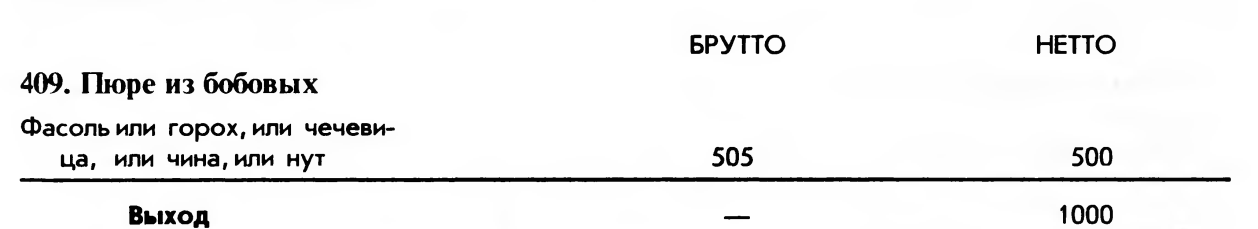 БРУТТО НЕТТО
409. Пюре из бобовых
Фасоль или горох, или чечеви-
ца, или чина, или нут 505 500
Выход — 1000